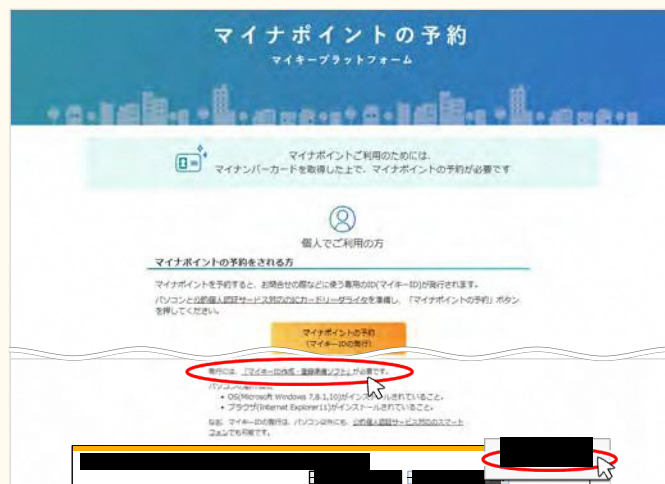 マイナポイントの予約
マイキープラットフォーム
マイナポイントご利用のためには、
マイナンバーカードを取得した上で、マイナポイントの予約が必要です
個人でご利用の方
マイナポイントの予約をされる方
マイナポイントを予約すると、お問合せの際などに使う専用のID(マイキーID)が発行されます。
パソコンと公的個人認証サービス対応のICカードリーダライタを準備し、「マイナポイントの予約」ボタン
を押してください。
マイナポイントの予約
(マイキーIDの発行)
発行には、「マイキーID作成・登録準備ソフト」が必要です。
• OS(Microsoft Windows 7,8.1,10)がインストールされていること。
• ブラウザ(Internet Explorer11)がインストールされていること。
なお、マイキーIDの発行は、パソコン以外にも、公的個人認証サービス対応のスマート
フォンでも可能です。